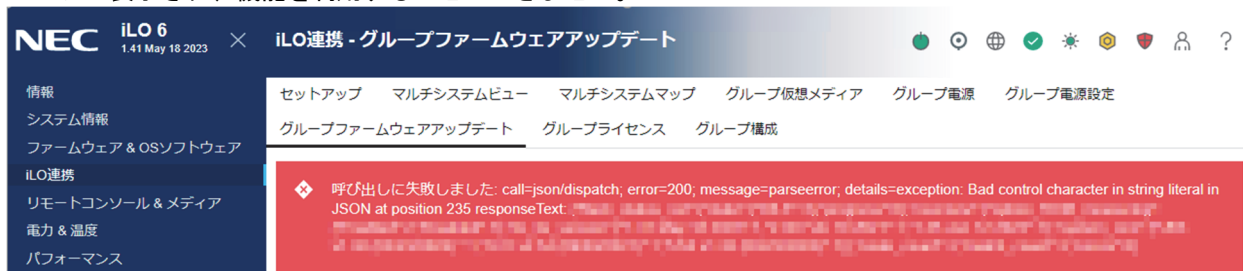 NEC iLO 6
1.41 May 18 2023
iLO連携 - グループファームウェアアップデート
情報
システム情報
ファームウェア & OSソフトウェア
iLO連携
リモートコンソール & メディア
電力 & 温度
パフォーマンス
セットアップ マルチシステムビュー マルチシステムマップ グループ仮想メディア グループ電源 グループ電源設定
グループファームウェアアップデート グループライセンス グループ構成
呼び出しに失敗しました: call=json/dispatch; error=200; message=parseerror; details=exception: Bad control character in string literal in
JSON at position 235 responseText: